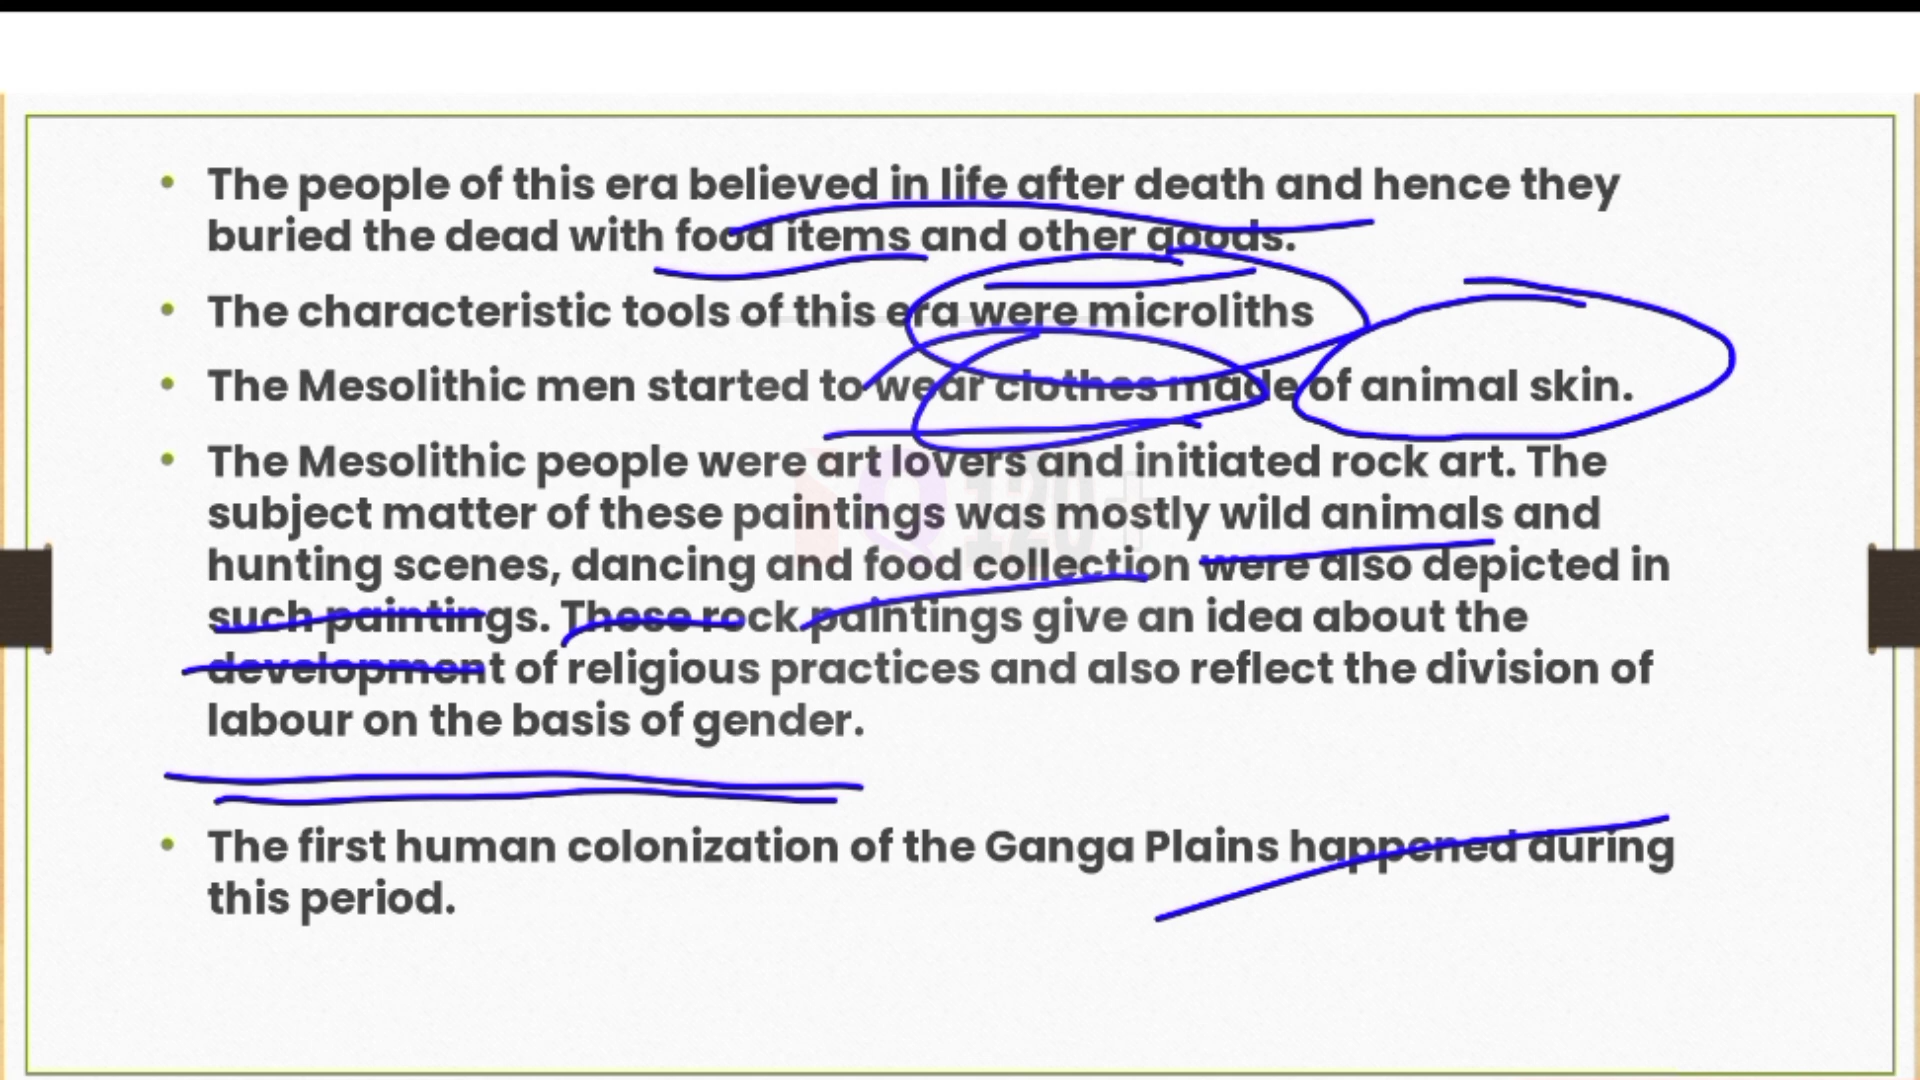 • The people of this era believed in life after death and hence they
buried the dead with food items and other goods.
• The characteristic tools of this era were microliths
• The Mesolithic men started to wear clothes made of animal skin.
• The Mesolithic people were art lovers and initiated rock art. The
subject matter of these paintings was mostly wild animals and
hunting scenes, dancing and food collection were also depicted in
such paintings. These rock paintings give an idea about the
development of religious practices and also reflect the division of
labour on the basis of gender.
• The first human colonization of the Ganga Plains happened during
this period.
IQ 120+